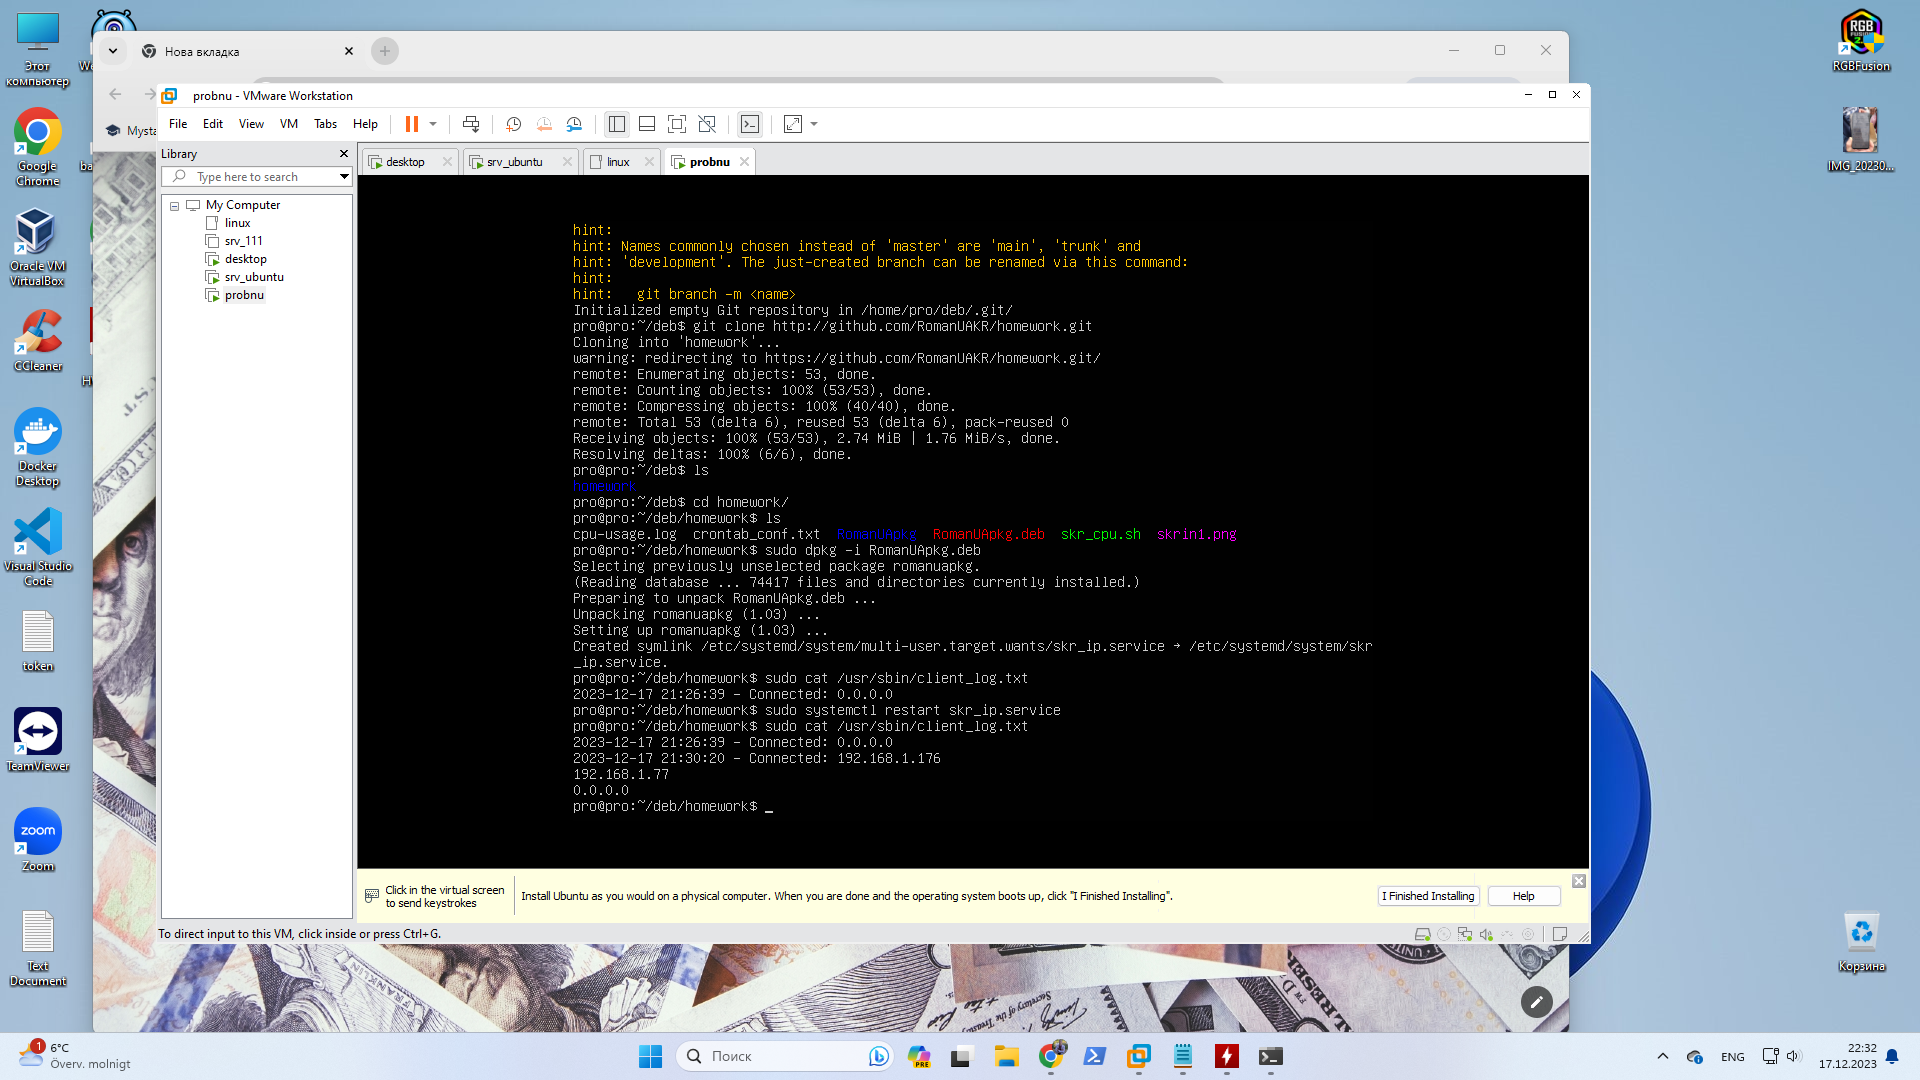 Этот
компьютер
Google
Chrome
Oracle VM
VirtualBox
CCleaner
Docker
Desktop
Visual Studio
Code
token
TeamViewer
zoom
Zoom
Text
Document
RGB
RGBFusion
IMG_20230...
Корзина
Нова вкладка
Mysta
probnu - VMware Workstation
File Edit View VM Tabs Help
Library
Type here to search
My Computer
linux
srv_111
desktop
srv_ubuntu
probnu
desktop srv_ubuntu linux probnu
hint:
hint: Names commonly chosen instead of 'master' are 'main', 'trunk' and
hint: 'development'. The just-created branch can be renamed via this command:
hint:
hint:   git branch -m <name>
Initialized empty Git repository in /home/pro/deb/.git/
pro@pro:~/deb$ git clone http://github.com/RomanUAKR/homework.git
Cloning into 'homework'...
warning: redirecting to https://github.com/RomanUAKR/homework.git/
remote: Enumerating objects: 53, done.
remote: Counting objects: 100% (53/53), done.
remote: Compressing objects: 100% (40/40), done.
remote: Total 53 (delta 6), reused 53 (delta 6), pack-reused 0
Receiving objects: 100% (53/53), 2.74 MiB | 1.76 MiB/s, done.
Resolving deltas: 100% (6/6), done.
pro@pro:~/deb$ ls
homework
pro@pro:~/deb$ cd homework/
pro@pro:~/deb/homework$ ls
cpu-usage.log  crontab_conf.txt  RomanUApkg  RomanUApkg.deb  skr_cpu.sh  skrin1.png
pro@pro:~/deb/homework$ sudo dpkg -i RomanUApkg.deb
Selecting previously unselected package romanuapkg.
(Reading database ... 74417 files and directories currently installed.)
Preparing to unpack RomanUApkg.deb ...
Unpacking romanuapkg (1.03) ...
Setting up romanuapkg (1.03) ...
Created symlink /etc/systemd/system/multi-user.target.wants/skr_ip.service → /etc/systemd/system/skr
_ip.service.
pro@pro:~/deb/homework$ sudo cat /usr/sbin/client_log.txt
2023-12-17 21:26:39 - Connected: 0.0.0.0
pro@pro:~/deb/homework$ sudo systemctl restart skr_ip.service
pro@pro:~/deb/homework$ sudo cat /usr/sbin/client_log.txt
2023-12-17 21:26:39 - Connected: 0.0.0.0
2023-12-17 21:30:20 - Connected: 192.168.1.176
192.168.1.77
0.0.0.0
pro@pro:~/deb/homework$ _
Click in the virtual screen
to send keystrokes
Install Ubuntu as you would on a physical computer. When you are done and the operating system boots up, click "I Finished Installing".
I Finished Installing
Help
To direct input to this VM, click inside or press Ctrl+G.
FRANKLIN
1
6°C
Överv. molnigt
Поиск
PRE
ENG
22:32
17.12.2023